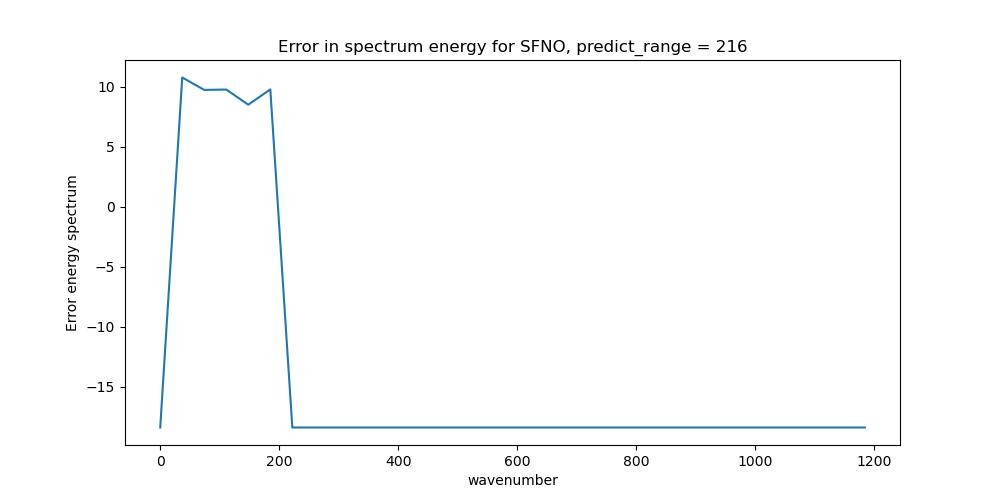 Error in spectrum energy for SFNO, predict_range = 216
10
5
0
−5
−10
−15
Error energy spectrum
0 200 400 600 800 1000 1200
wavenumber